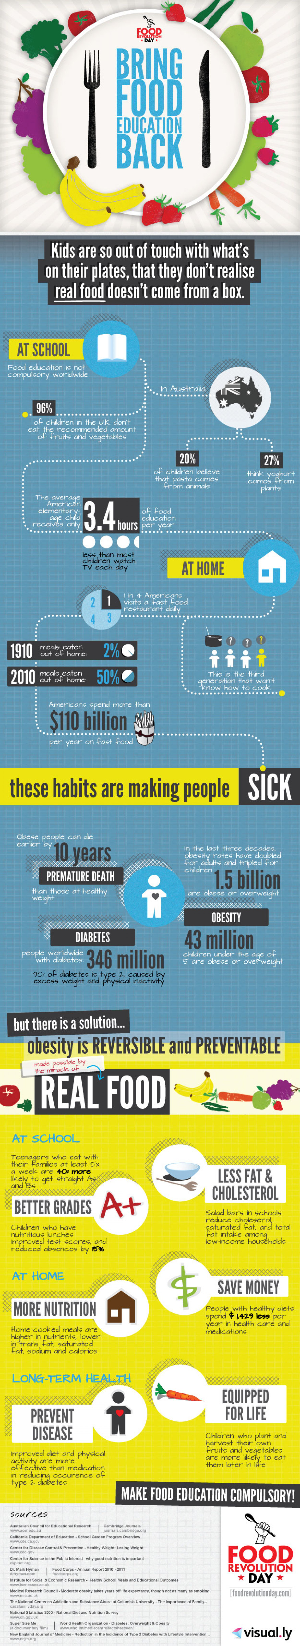 FOOD
REVOLUTION
DAY
BRING
FOOD
EDUCATION
BACK
Kids are so out of touch with what's
on their plates, that they don't realise
real food doesn't come from a box.
AT SCHOOL
Food education is not
compulsory worldwide
In Australia
96%
of children in the UK don't
eat the recommended amount
of fruits and vegetables
20%
of children believe
that pasta comes
from animals
27%
think yoghurt
comes from
plants
The average
American
elementary-
age child
receives only
3.4 hours
of food
education
per year
less than most
children watch
TV each day
AT HOME
1 in 4 Americans
visits a fast food
restaurant daily
1
2
3
4
1910 meals eaten
out of home: 2%
2010 meals eaten
out of home: 50%
This is the third
generation that won't
know how to cook
Americans spend more than
$110 billion
per year on fast food
these habits are making people SICK
Obese people can die
earlier by
10 years
PREMATURE DEATH
than those at healthy
weight
In the last three decades,
obesity rates have doubled
for adults and tripled for
children
1.5 billion
are obese or overweight
OBESITY
43 million
children under the age of
5 are obese or overweight
DIABETES
people worldwide
with diabetes
346 million
90% of diabetes is type 2, caused by
excess weight and physical inactivity
but there is a solution...
obesity is REVERSIBLE and PREVENTABLE
made possible by
the miracle of
REAL FOOD
AT SCHOOL
Teenagers who eat with
their families at least six
a week are 40% more
likely to get straight As
and Bs
BETTER GRADES
A+
Children who have
nutritious lunches
improved test scores, and
reduced absences by 15%
LESS FAT &
CHOLESTEROL
Salad bars in schools
reduce cholesterol,
saturated fat, and total
fat intake among
low-income households
AT HOME
MORE NUTRITION
Home cooked meals are
higher in nutrients, lower
in trans fat, saturated
fat, sodium and calories
SAVE MONEY
People with healthy diets
spend $1,429 less per
year in health care and
medications
LONG-TERM HEALTH
PREVENT
DISEASE
Improved diet and physical
activity are more
effective than medication
in reducing occurence of
type 2 diabetes
EQUIPPED
FOR LIFE
Children who plant and
harvest their own
fruits and vegetables
are more likely to eat
them later in life
MAKE FOOD EDUCATION COMPULSORY!
sources
FOOD
REVOLUTION
DAY
foodrevolutionday.com
visual.ly